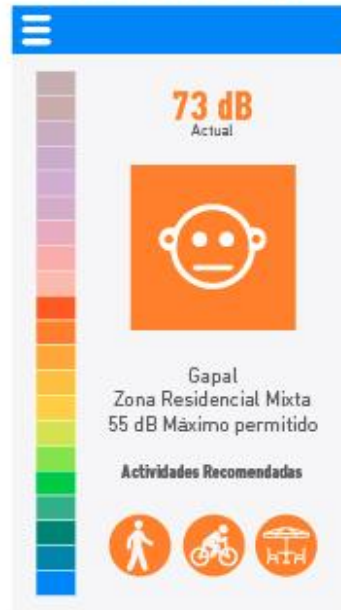 73 dB
Actual
Gapal
Zona Residencial Mixta
55 dB Máximo permitido
Actividades Recomendadas